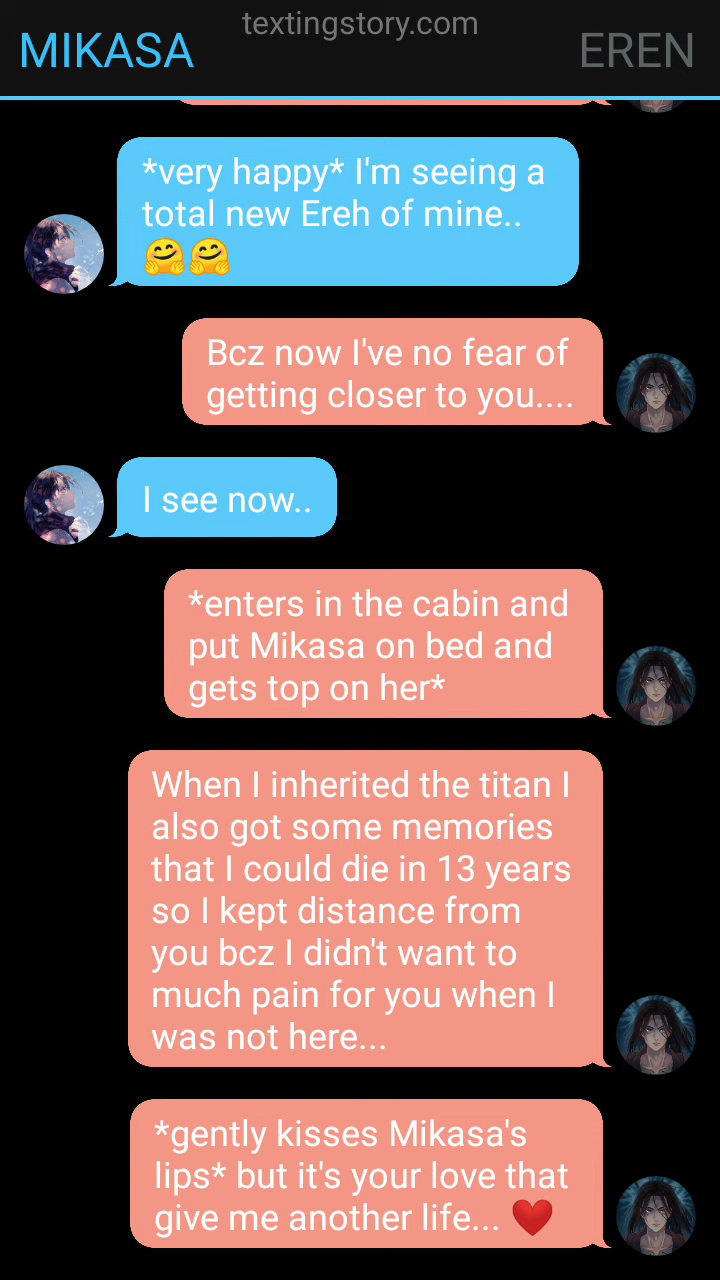 textingstory.com
MIKASA
EREN
*very happy* I'm seeing a
total new Ereh of mine..
🤗🤗
Bcz now I've no fear of
getting closer to you....
I see now..
*enters in the cabin and
put Mikasa on bed and
gets top on her*
When I inherited the titan I
also got some memories
that I could die in 13 years
so I kept distance from
you bcz I didn't want to
much pain for you when I
was not here...
*gently kisses Mikasa's
lips* but it's your love that
give me another life... ❤️